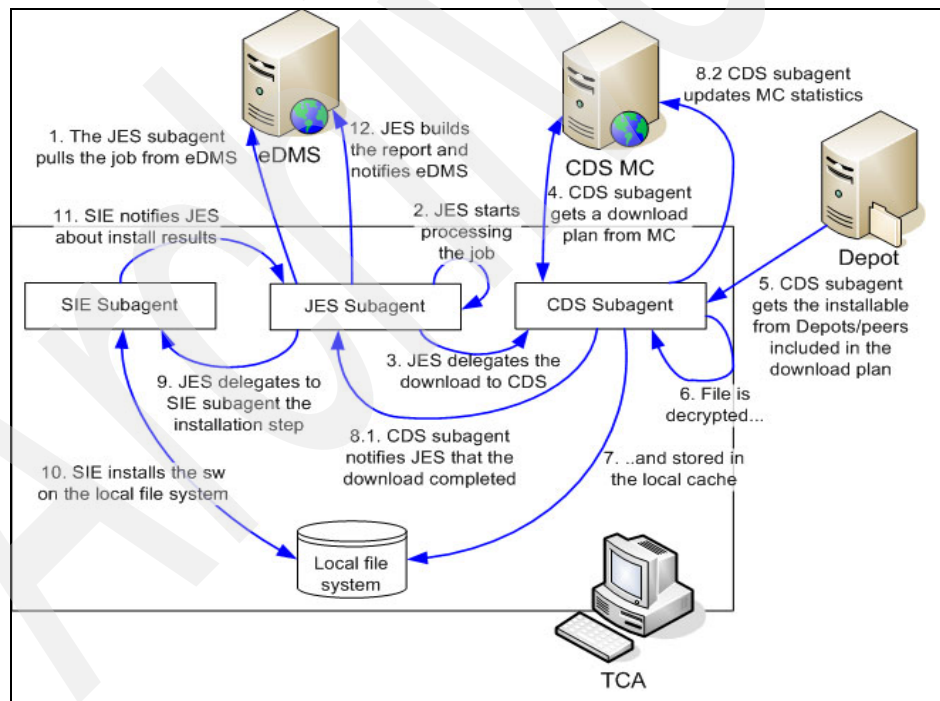 eDMS
CDS MC
8.2 CDS subagent
updates MC statistics
1. The JES subagent
pulls the job from eDMS
12. JES builds
the report and
notifies eDMS
4. CDS subagent
gets a download
plan from MC
Depot
11. SIE notifies JES
about install results
2. JES starts
processing
the job
5. CDS subagent
gets the installable
from Depots/peers
included in the
download plan
SIE Subagent
JES Subagent
CDS Subagent
9. JES delegates to
SIE subagent the
installation step
3. JES delegates the
download to CDS
6. File is
decrypted...
8.1. CDS subagent
notifies JES that the
download completed
7. ..and stored in
the local cache
10. SIE installs the sw
on the local file system
Local file
system
TCA